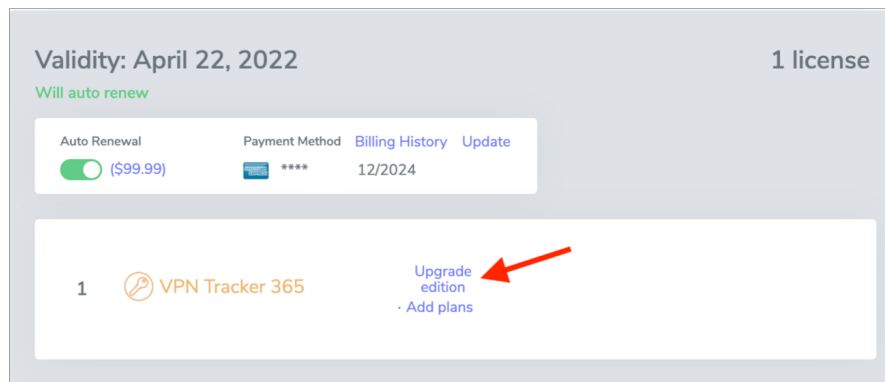 Validity: April 22, 2022
1 license
Will auto renew
Auto Renewal
Payment Method
Billing History
Update
($99.99)
****
12/2024
1
VPN Tracker 365
Upgrade
edition
· Add plans